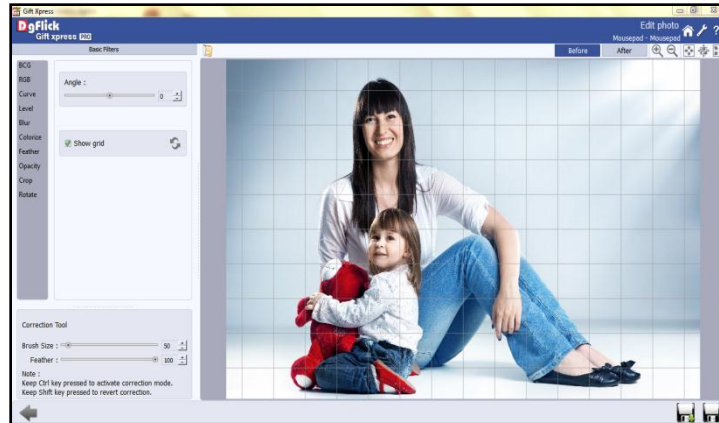 Gift Xpress
DgFlick
Gift xpress PRO
Edit photo
Mousepad - Mousepad
?
Basic Filters
Before
After
BCG
RGB
Curve
Level
Blur
Colorize
Feather
Opacity
Crop
Rotate
Angle :
0
Show grid
Correction Tool
Brush Size :
50
Feather :
100
Note :
Keep Ctrl key pressed to activate correction mode.
Keep Shift key pressed to revert correction.